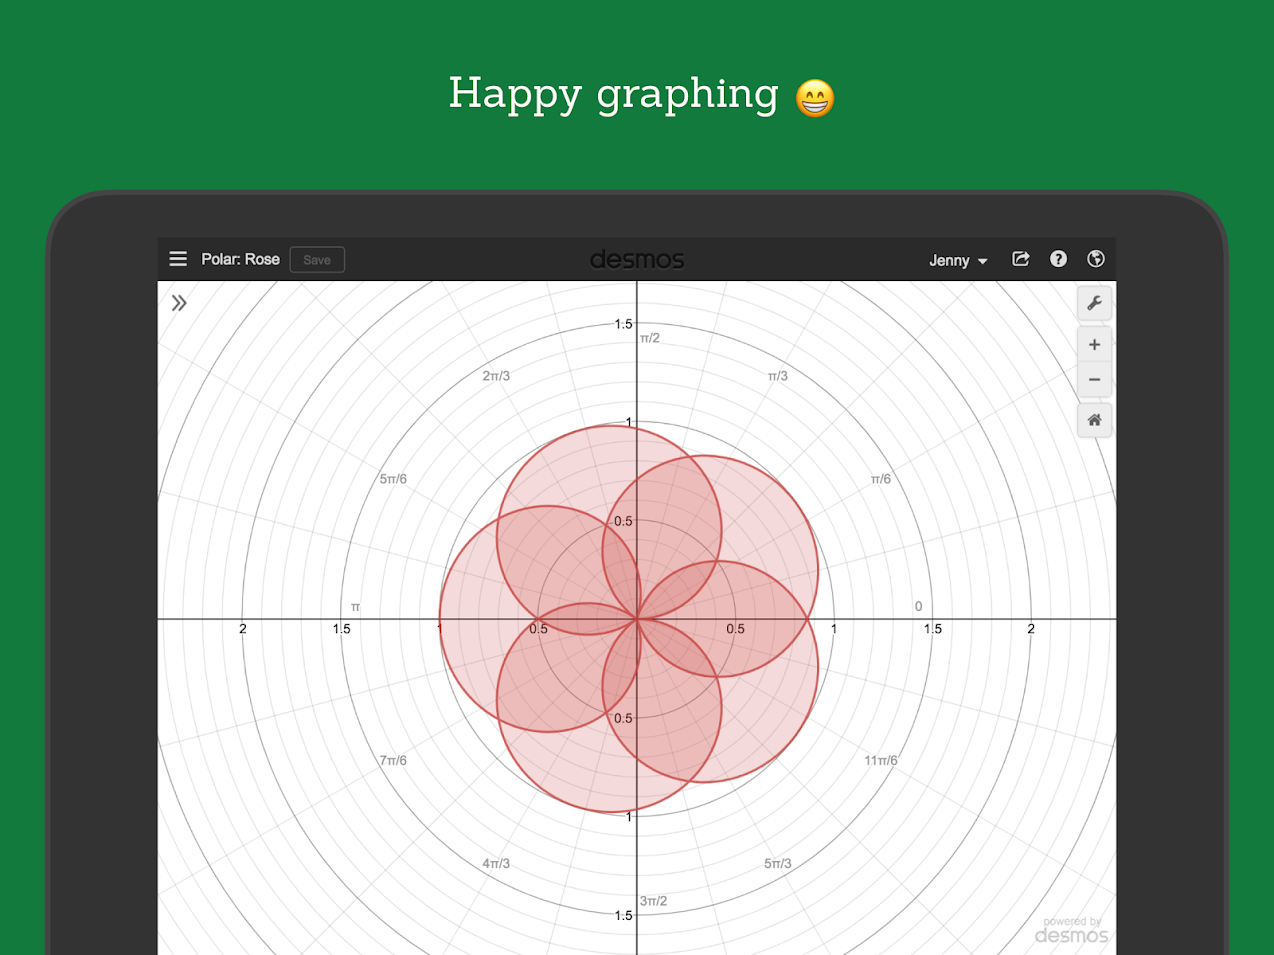 Happy graphing 😁
Polar: Rose Save desmos Jenny
1.5
π/2
2π/3 π/3
1
5π/6 π/6
0.5
π 0
2 1.5 1 0.5 0.5 1 1.5 2
0.5
7π/6 11π/6
1
4π/3 5π/3
3π/2
1.5
powered by
desmos